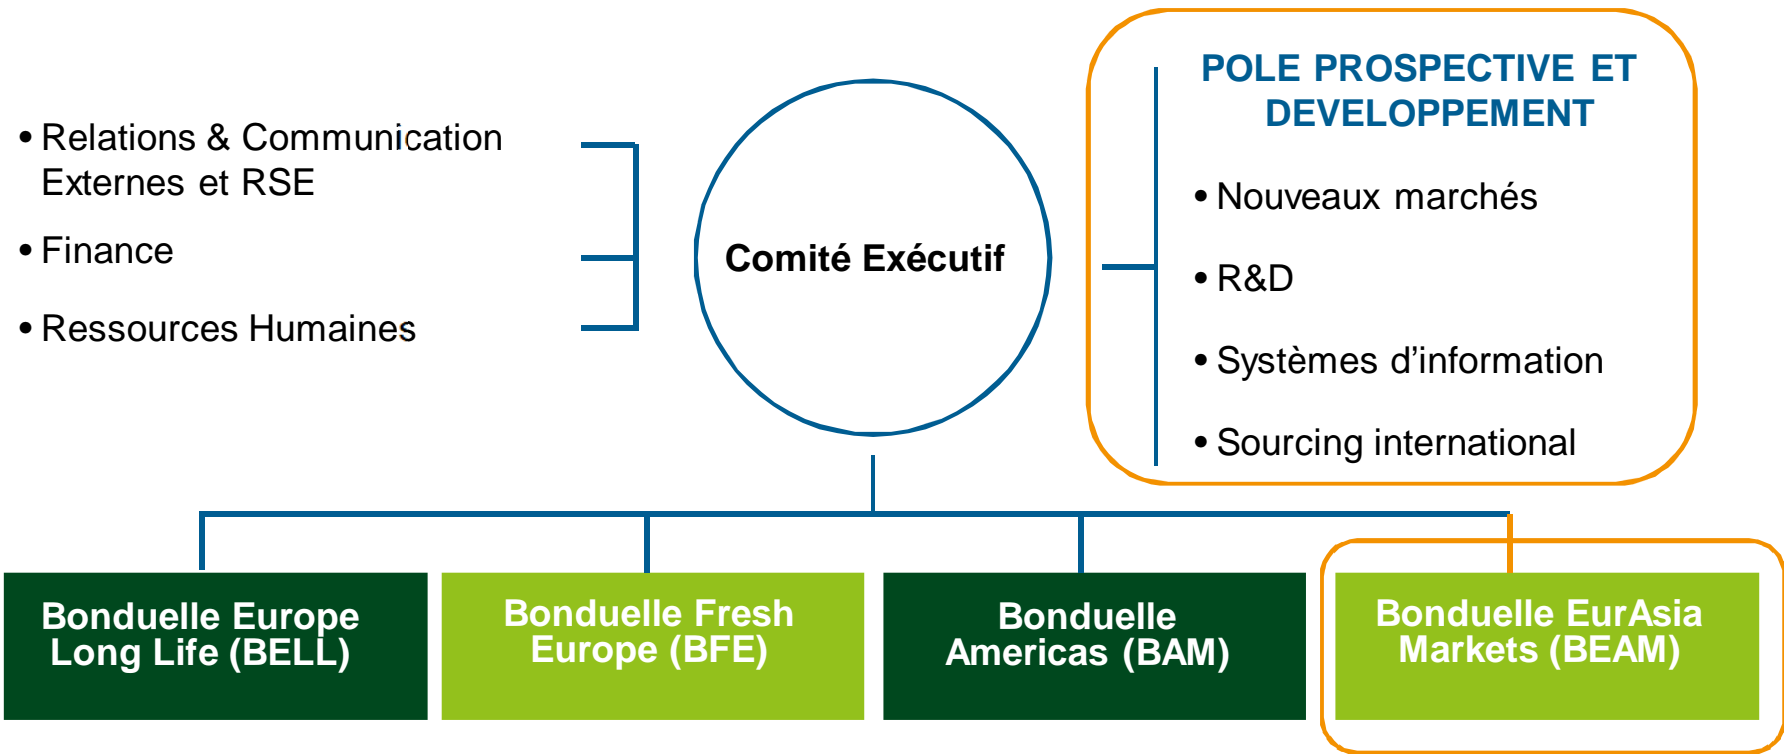 • Relations & Communication
Externes et RSE
• Finance
• Ressources Humaines
Comité Exécutif
POLE PROSPECTIVE ET
DEVELOPPEMENT
• Nouveaux marchés
• R&D
• Systèmes d’information
• Sourcing international
Bonduelle Europe
Long Life (BELL)
Bonduelle Fresh
Europe (BFE)
Bonduelle
Americas (BAM)
Bonduelle EurAsia
Markets (BEAM)